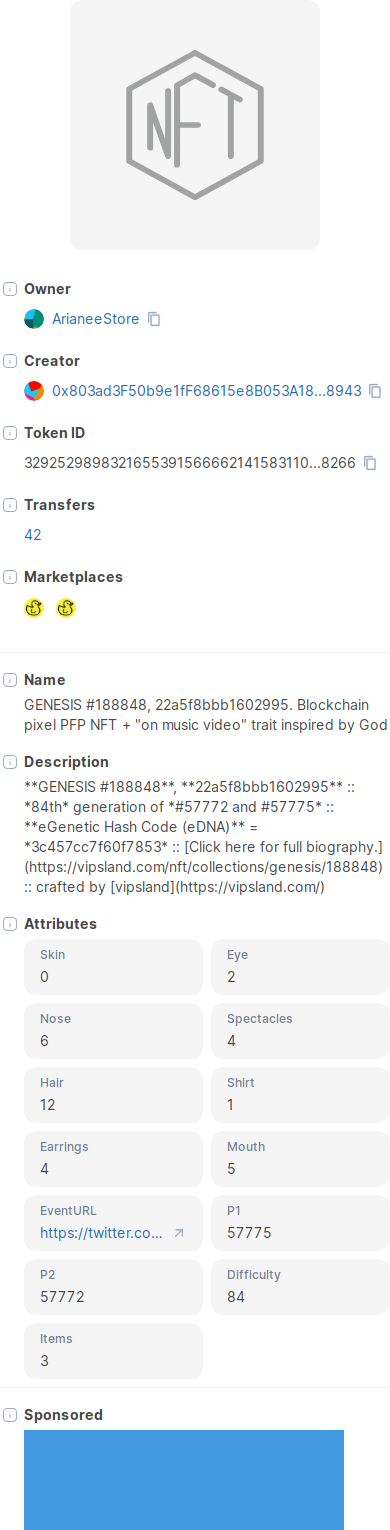 NFT
Owner
ArianeeStore
Creator
0x803ad3F50b9e1fF68615e8B053A18...8943
Token ID
3292529898321655391566662141583110...8266
Transfers
42
Marketplaces
Name
GENESIS #188848, 22a5f8bbb1602995. Blockchain
pixel PFP NFT + "on music video" trait inspired by God
Description
**GENESIS #188848**, **22a5f8bbb1602995** ::
*84th* generation of *#57772 and #57775* ::
**eGenetic Hash Code (eDNA)** =
*3c457cc7f60f7853* :: [Click here for full biography.]
(https://vipsland.com/nft/collections/genesis/188848)
:: crafted by [vipsland](https://vipsland.com/)
Attributes
Skin
0
Eye
2
Nose
6
Spectacles
4
Hair
12
Shirt
1
Earrings
4
Mouth
5
EventURL
https://twitter.co...
P1
57775
P2
57772
Difficulty
84
Items
3
Sponsored